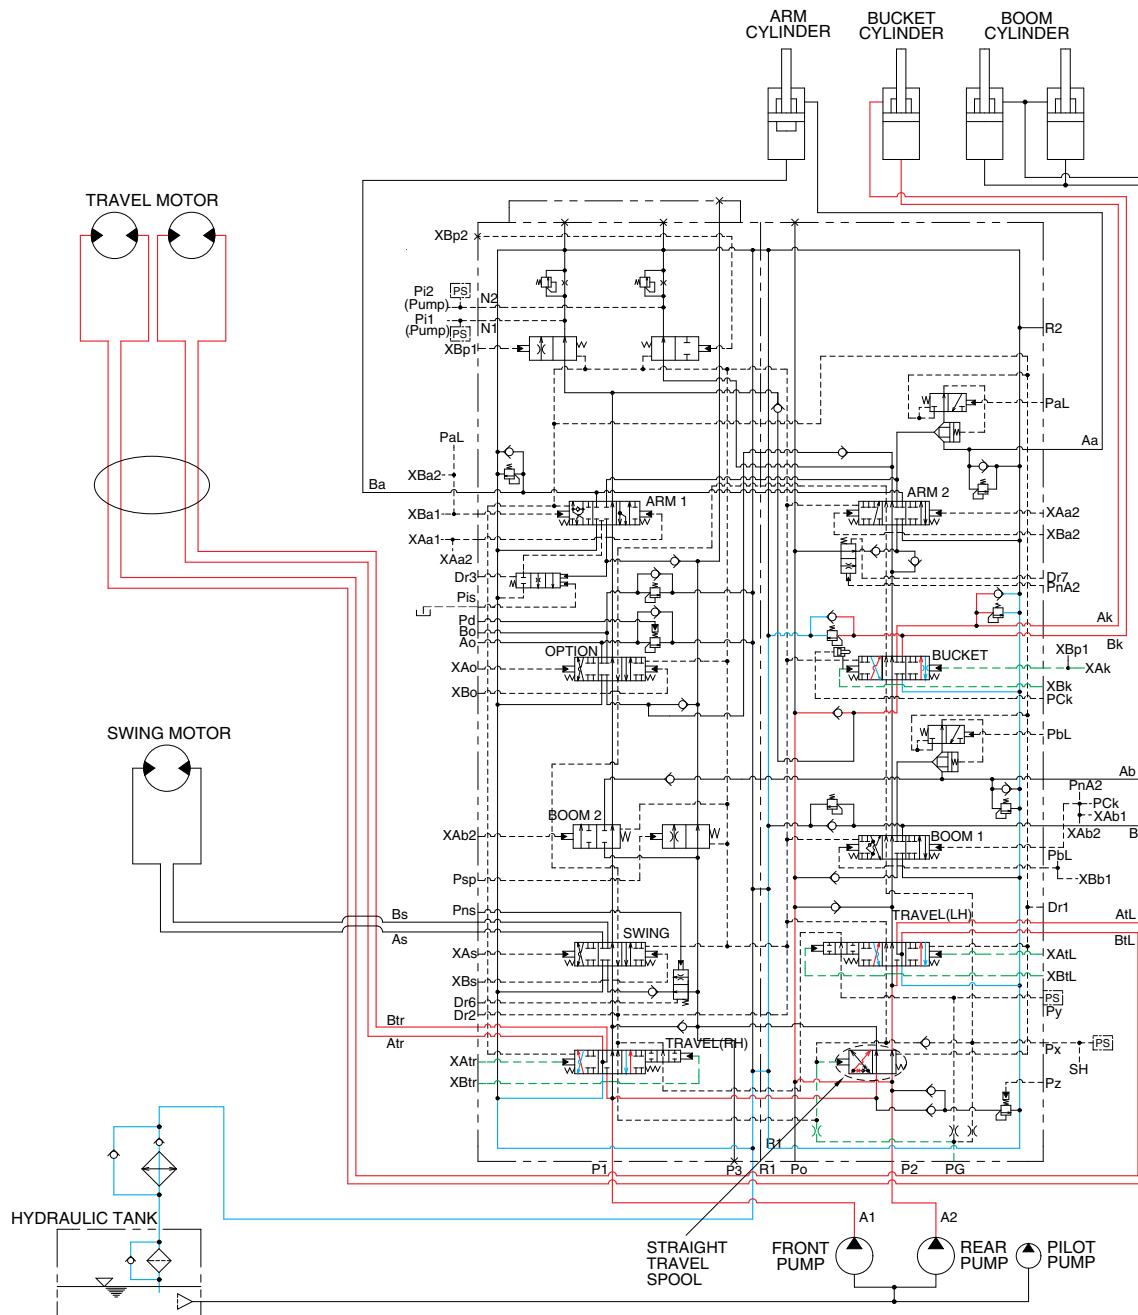 ARM
CYLINDER
BUCKET
CYLINDER
BOOM
CYLINDER
TRAVEL MOTOR
XBp2
Pi2
(Pump)
PS
N2
Pi1
(Pump)
PS
N1
XBp1
R2
PaL
Aa
PaL
XBa2
Ba
XBa1
ARM 1
ARM 2
XAa2
XAa1
XBa2
XAa2
Dr3
Dr7
PnA2
Pis
Pd
Bo
Ao
Ak
Bk
OPTION
BUCKET
XBp1
XAo
XAk
XBo
XBk
PCk
SWING MOTOR
PbL
Ab
PnA2
PCk
XAb1
BOOM 2
XAb2
XAb2
B
BOOM 1
PbL
Psp
XBb1
Pns
Dr1
Bs
TRAVEL(LH)
AtL
As
SWING
BtL
XAs
XAtL
XBs
XBtL
Dr6
Dr2
PS
Py
Btr
Atr
TRAVEL(RH)
Px
PS
XAtr
SH
XBtr
Pz
R1
P1
P3
R1
Po
P2
PG
HYDRAULIC TANK
A1
A2
STRAIGHT
TRAVEL
SPOOL
FRONT
PUMP
REAR
PUMP
PILOT
PUMP